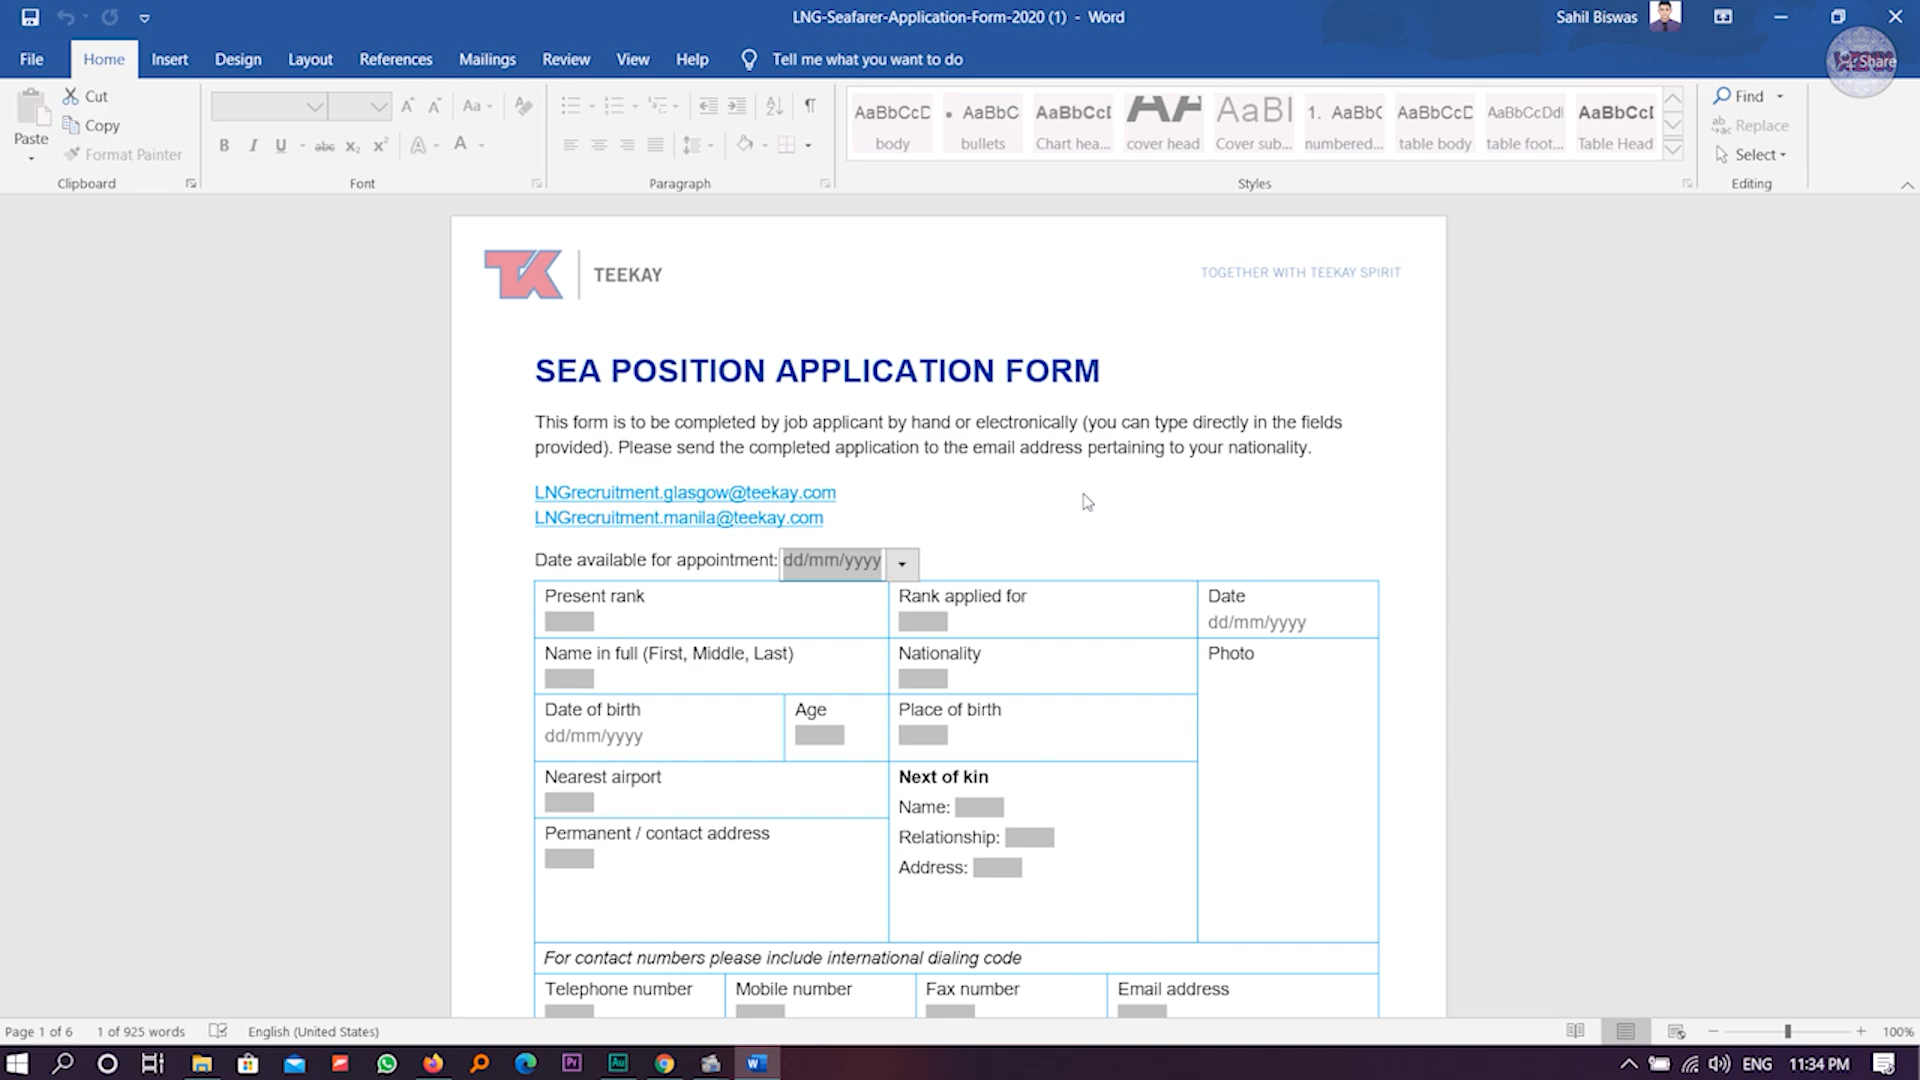 LNG-Seafarer-Application-Form-2020 (1) - Word
Sahil Biswas
File Home Insert Design Layout References Mailings Review View Help Tell me what you want to do
Share
Paste
Cut
Copy
Format Painter
Clipboard
Aa
B I U abc x₂ x² A A
Font
Paragraph
AaBbCcD AaBbC AaBbCcI AA AaBI 1. AaBbC AaBbCcD AaBbCcDdI AaBbCcI
body bullets Chart hea... cover head Cover sub... numbered... table body table foot... Table Head
Styles
Find
Replace
Select
Editing
TK TEEKAY
TOGETHER WITH TEEKAY SPIRIT
SEA POSITION APPLICATION FORM
This form is to be completed by job applicant by hand or electronically (you can type directly in the fields
provided). Please send the completed application to the email address pertaining to your nationality.
LNGrecruitment.glasgow@teekay.com
LNGrecruitment.manila@teekay.com
Date available for appointment: dd/mm/yyyy
Present rank
Rank applied for
Date
dd/mm/yyyy
Name in full (First, Middle, Last)
Nationality
Photo
Date of birth
dd/mm/yyyy
Age
Place of birth
Nearest airport
Next of kin
Name:
Relationship:
Address:
Permanent / contact address
For contact numbers please include international dialing code
Telephone number
Mobile number
Fax number
Email address
Page 1 of 6 1 of 925 words English (United States) 100%
Pr Au ENG 11:34 PM